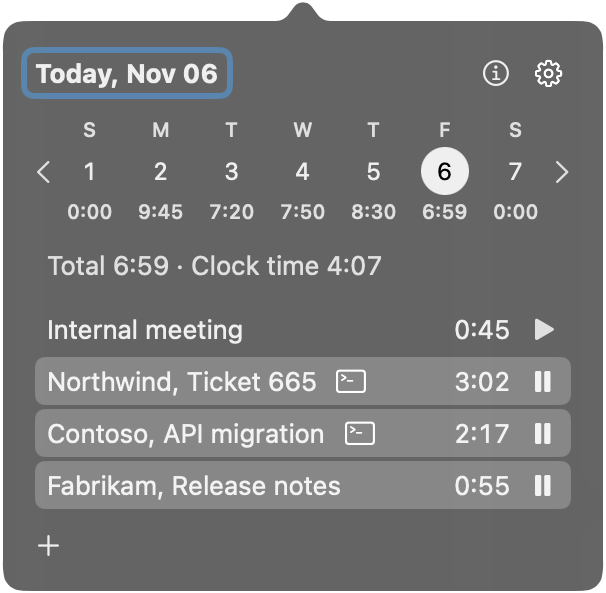 Today, Nov 06
S M T W T F S
1 2 3 4 5 6 7
0:00 9:45 7:20 7:50 8:30 6:59 0:00
Total 6:59 · Clock time 4:07
Internal meeting 0:45
Northwind, Ticket 665 3:02
Contoso, API migration 2:17
Fabrikam, Release notes 0:55